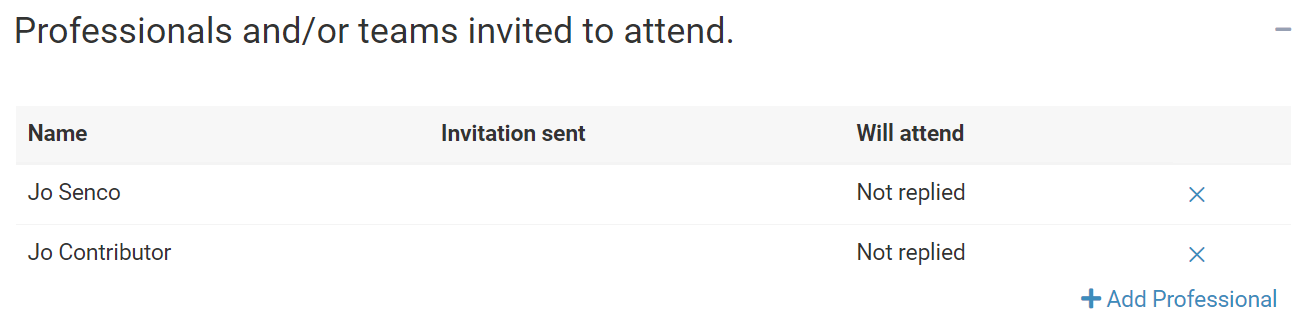 Professionals and/or teams invited to attend.
Name Invitation sent Will attend
Jo Senco Not replied
Jo Contributor Not replied
Add Professional